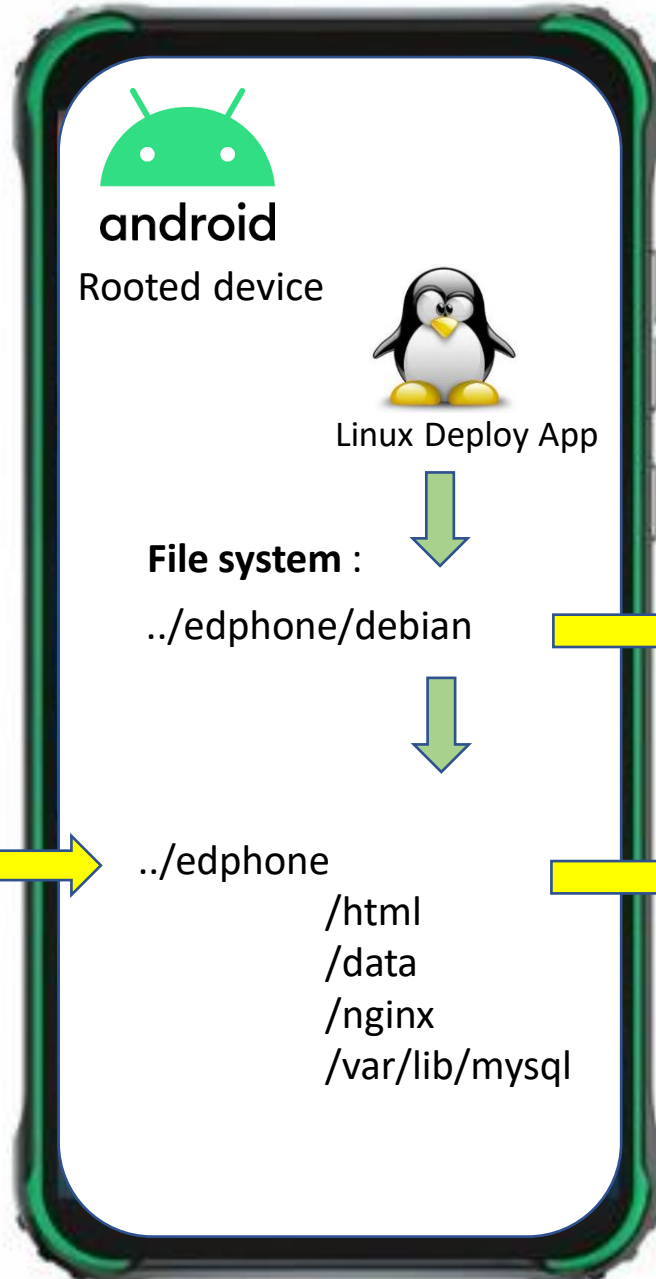 android
Rooted device
Linux Deploy App
File system :
../edphone/debian
../edphone
/html
/data
/nginx
/var/lib/mysql